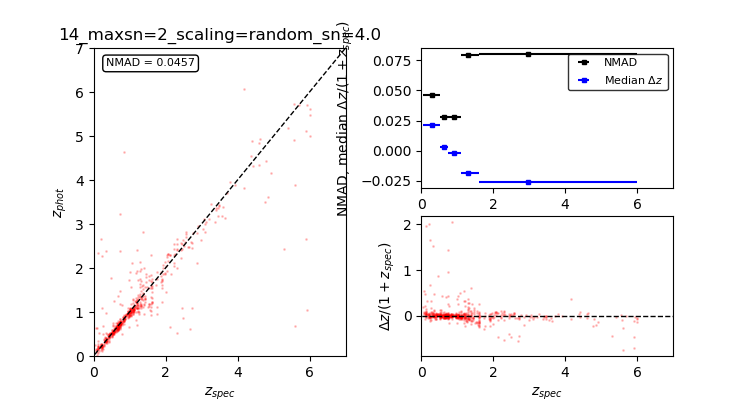 14_maxsn=2_scaling=random_sn=4.0
NMAD = 0.0457
7
6
5
4
3
2
1
0
z_phot
0 2 4 6
z_spec
NMAD, median Δz/(1 + z_spec)
0.075
0.050
0.025
0.000
−0.025
NMAD
Median Δz
0 2 4 6
Δz/(1 + z_spec)
2
1
0
0 2 4 6
z_spec